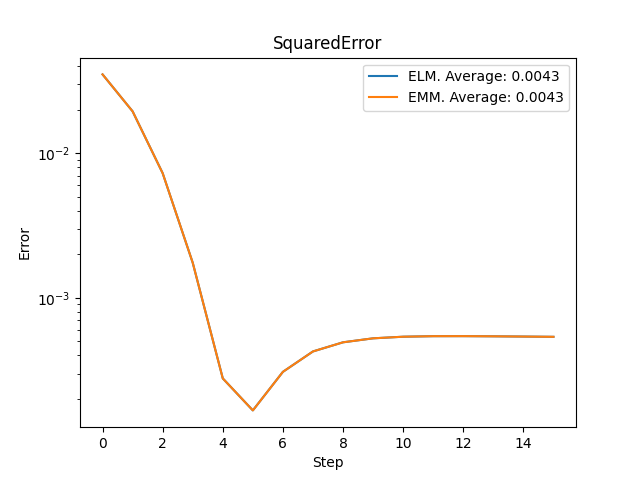 SquaredError
ELM. Average: 0.0043
EMM. Average: 0.0043
Error
10⁻²
10⁻³
0 2 4 6 8 10 12 14
Step